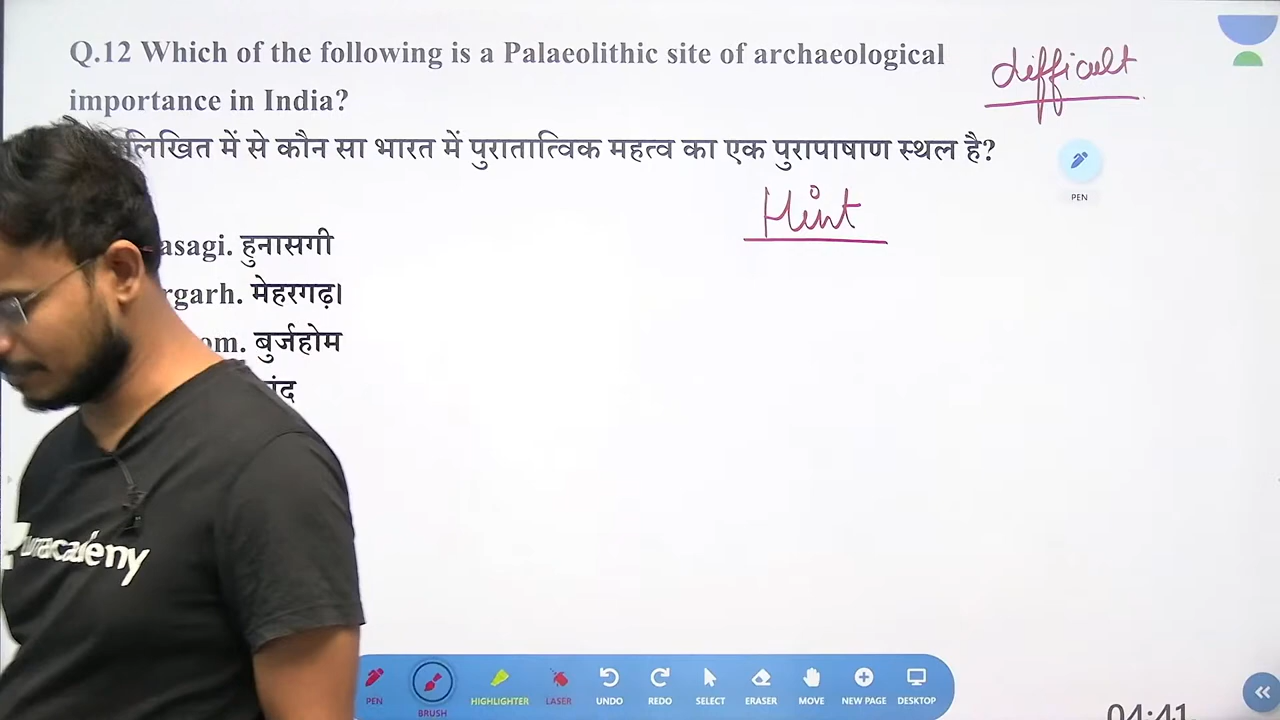 Q.12 Which of the following is a Palaeolithic site of archaeological
importance in India?
difficult
लिखित में से कौन सा भारत में पुरातात्विक महत्व का एक पुरापाषाण स्थल है?
PEN
Hint
asagi. हुनासगी
rgarh. मेहरगढ़।
om. बुर्जहोम
academy
PEN
BRUSH
HIGHLIGHTER
LASER
UNDO
REDO
SELECT
ERASER
MOVE
NEW PAGE
DESKTOP